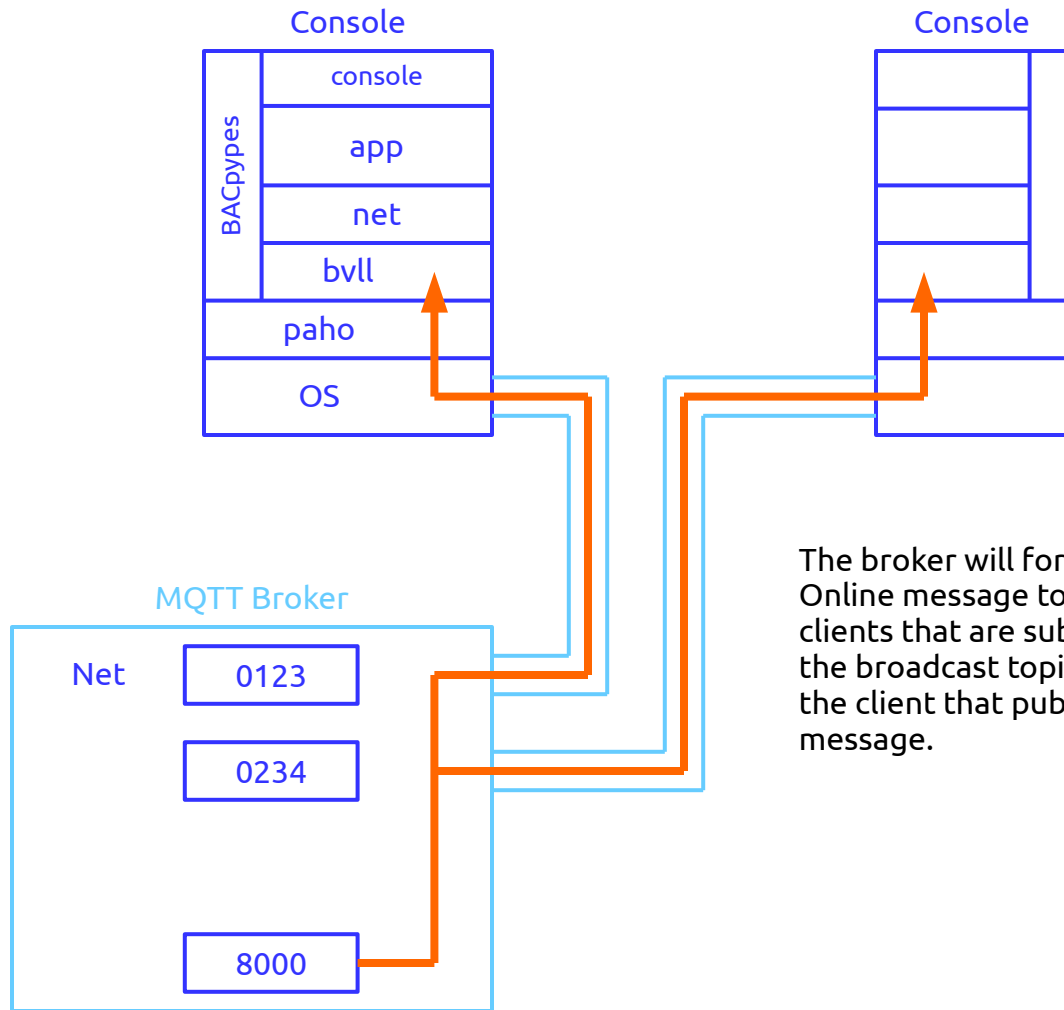 Console
Console
console
BACpypes
app
net
bvll
paho
OS
The broker will for
Online message to
clients that are sub
the broadcast topi
the client that pub
message.
MQTT Broker
Net
0123
0234
8000